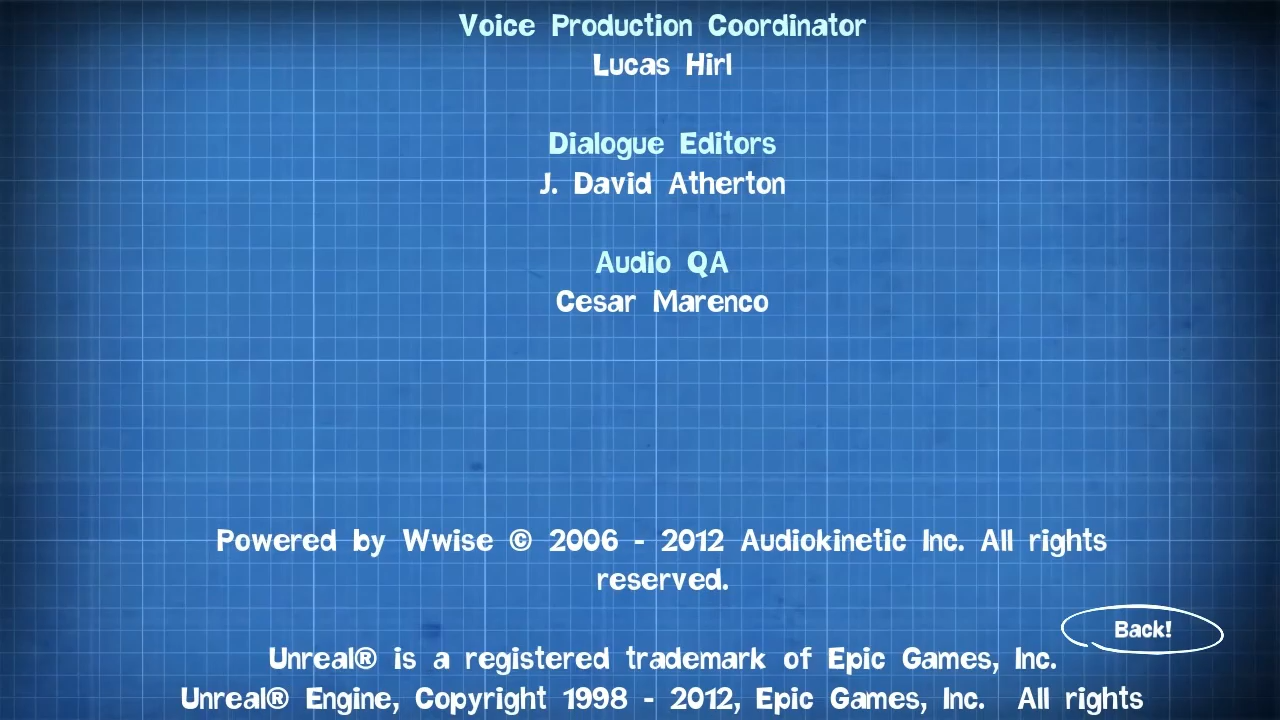 Voice Production Coordinator
Lucas Hirl
Dialogue Editors
J. David Atherton
Audio QA
Cesar Marenco
Powered by Wwise © 2006 - 2012 Audiokinetic Inc. All rights
reserved.
Back!
Unreal® is a registered trademark of Epic Games, Inc.
Unreal® Engine, Copyright 1998 - 2012, Epic Games, Inc. All rights